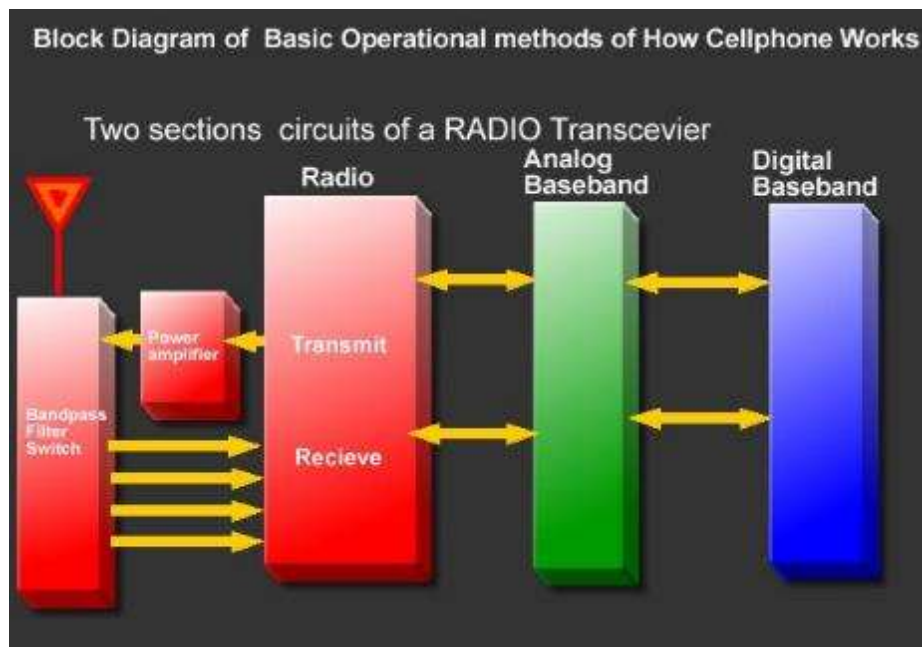 Block Diagram of Basic Operational methods of How Cellphone Works
Two sections circuits of a RADIO Transcevier
Radio
Analog
Baseband
Digital
Baseband
Power
amplifier
Transmit
Bandpass
Filter
Switch
Recieve